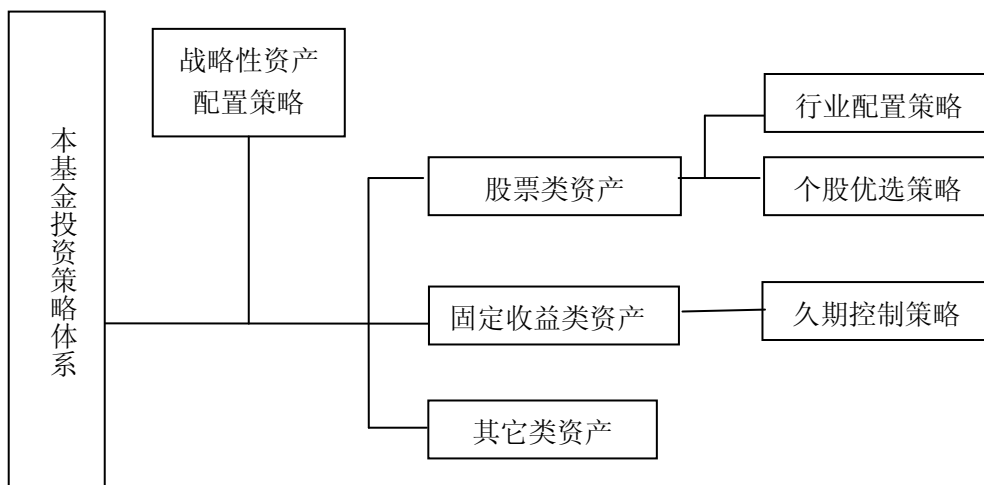 本基金投资策略体系
战略性资产
配置策略
股票类资产
行业配置策略
个股优选策略
固定收益类资产
久期控制策略
其它类资产